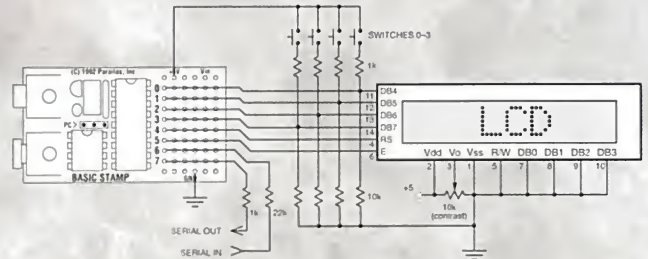 SWITCHES 0–3
(C) 1992 Parallax, Inc
+5V
Vin
1k
0
1
2
3
4
5
6
7
PC>
BASIC STAMP
GND
1k
22k
10k
SERIAL OUT
SERIAL IN
DB4
11
DB5
12
DB6
13
DB7
14
RS
4
E
6
LCD
Vdd Vo Vss R/W DB0 DB1 DB2 DB3
2 3 1 5 7 8 9 10
+5
10k
(contrast)